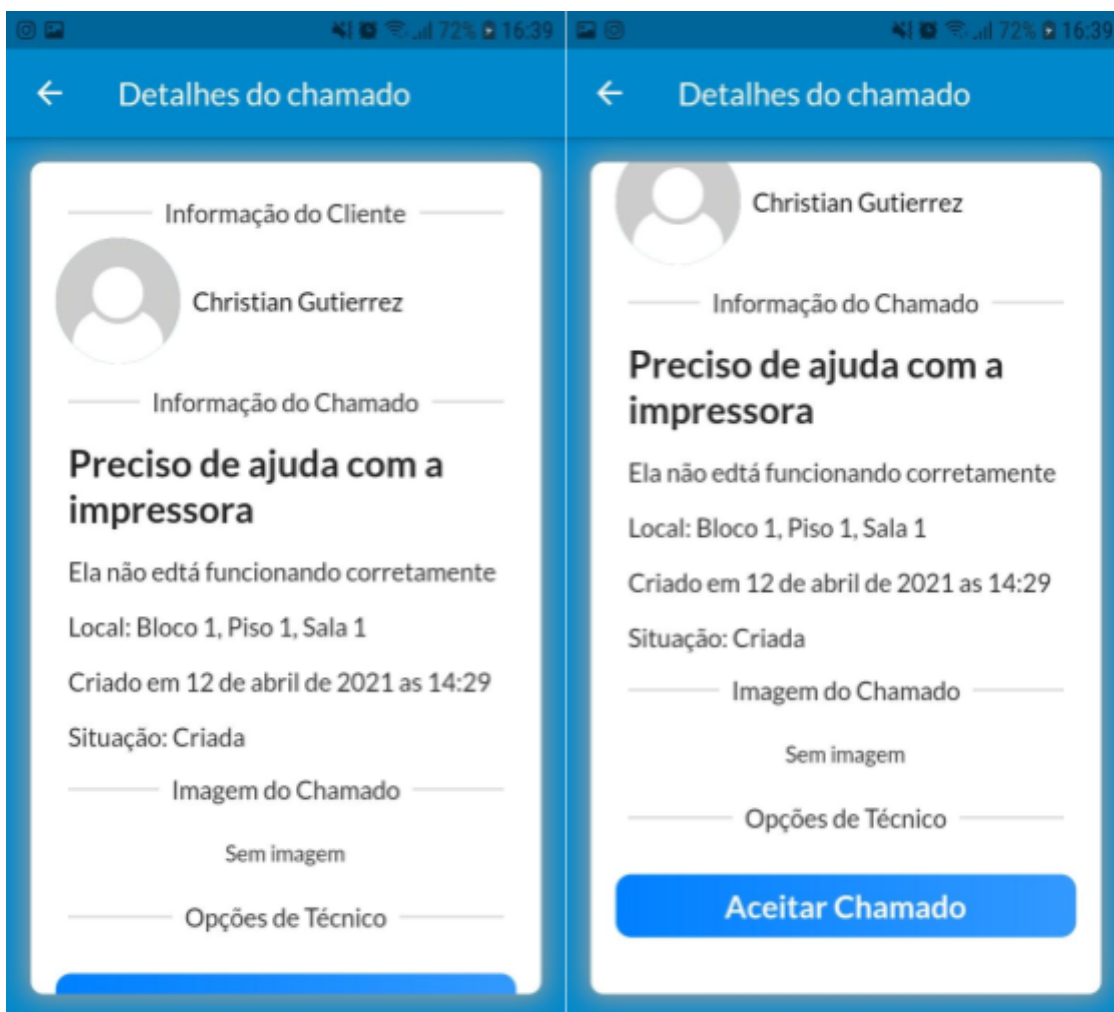 72% 16:39
Detalhes do chamado
Informação do Cliente
Christian Gutierrez
Informação do Chamado
Preciso de ajuda com a
impressora
Ela não edtá funcionando corretamente
Local: Bloco 1, Piso 1, Sala 1
Criado em 12 de abril de 2021 as 14:29
Situação: Criada
Imagem do Chamado
Sem imagem
Opções de Técnico
72% 16:39
Detalhes do chamado
Christian Gutierrez
Informação do Chamado
Preciso de ajuda com a
impressora
Ela não edtá funcionando corretamente
Local: Bloco 1, Piso 1, Sala 1
Criado em 12 de abril de 2021 as 14:29
Situação: Criada
Imagem do Chamado
Sem imagem
Opções de Técnico
Aceitar Chamado